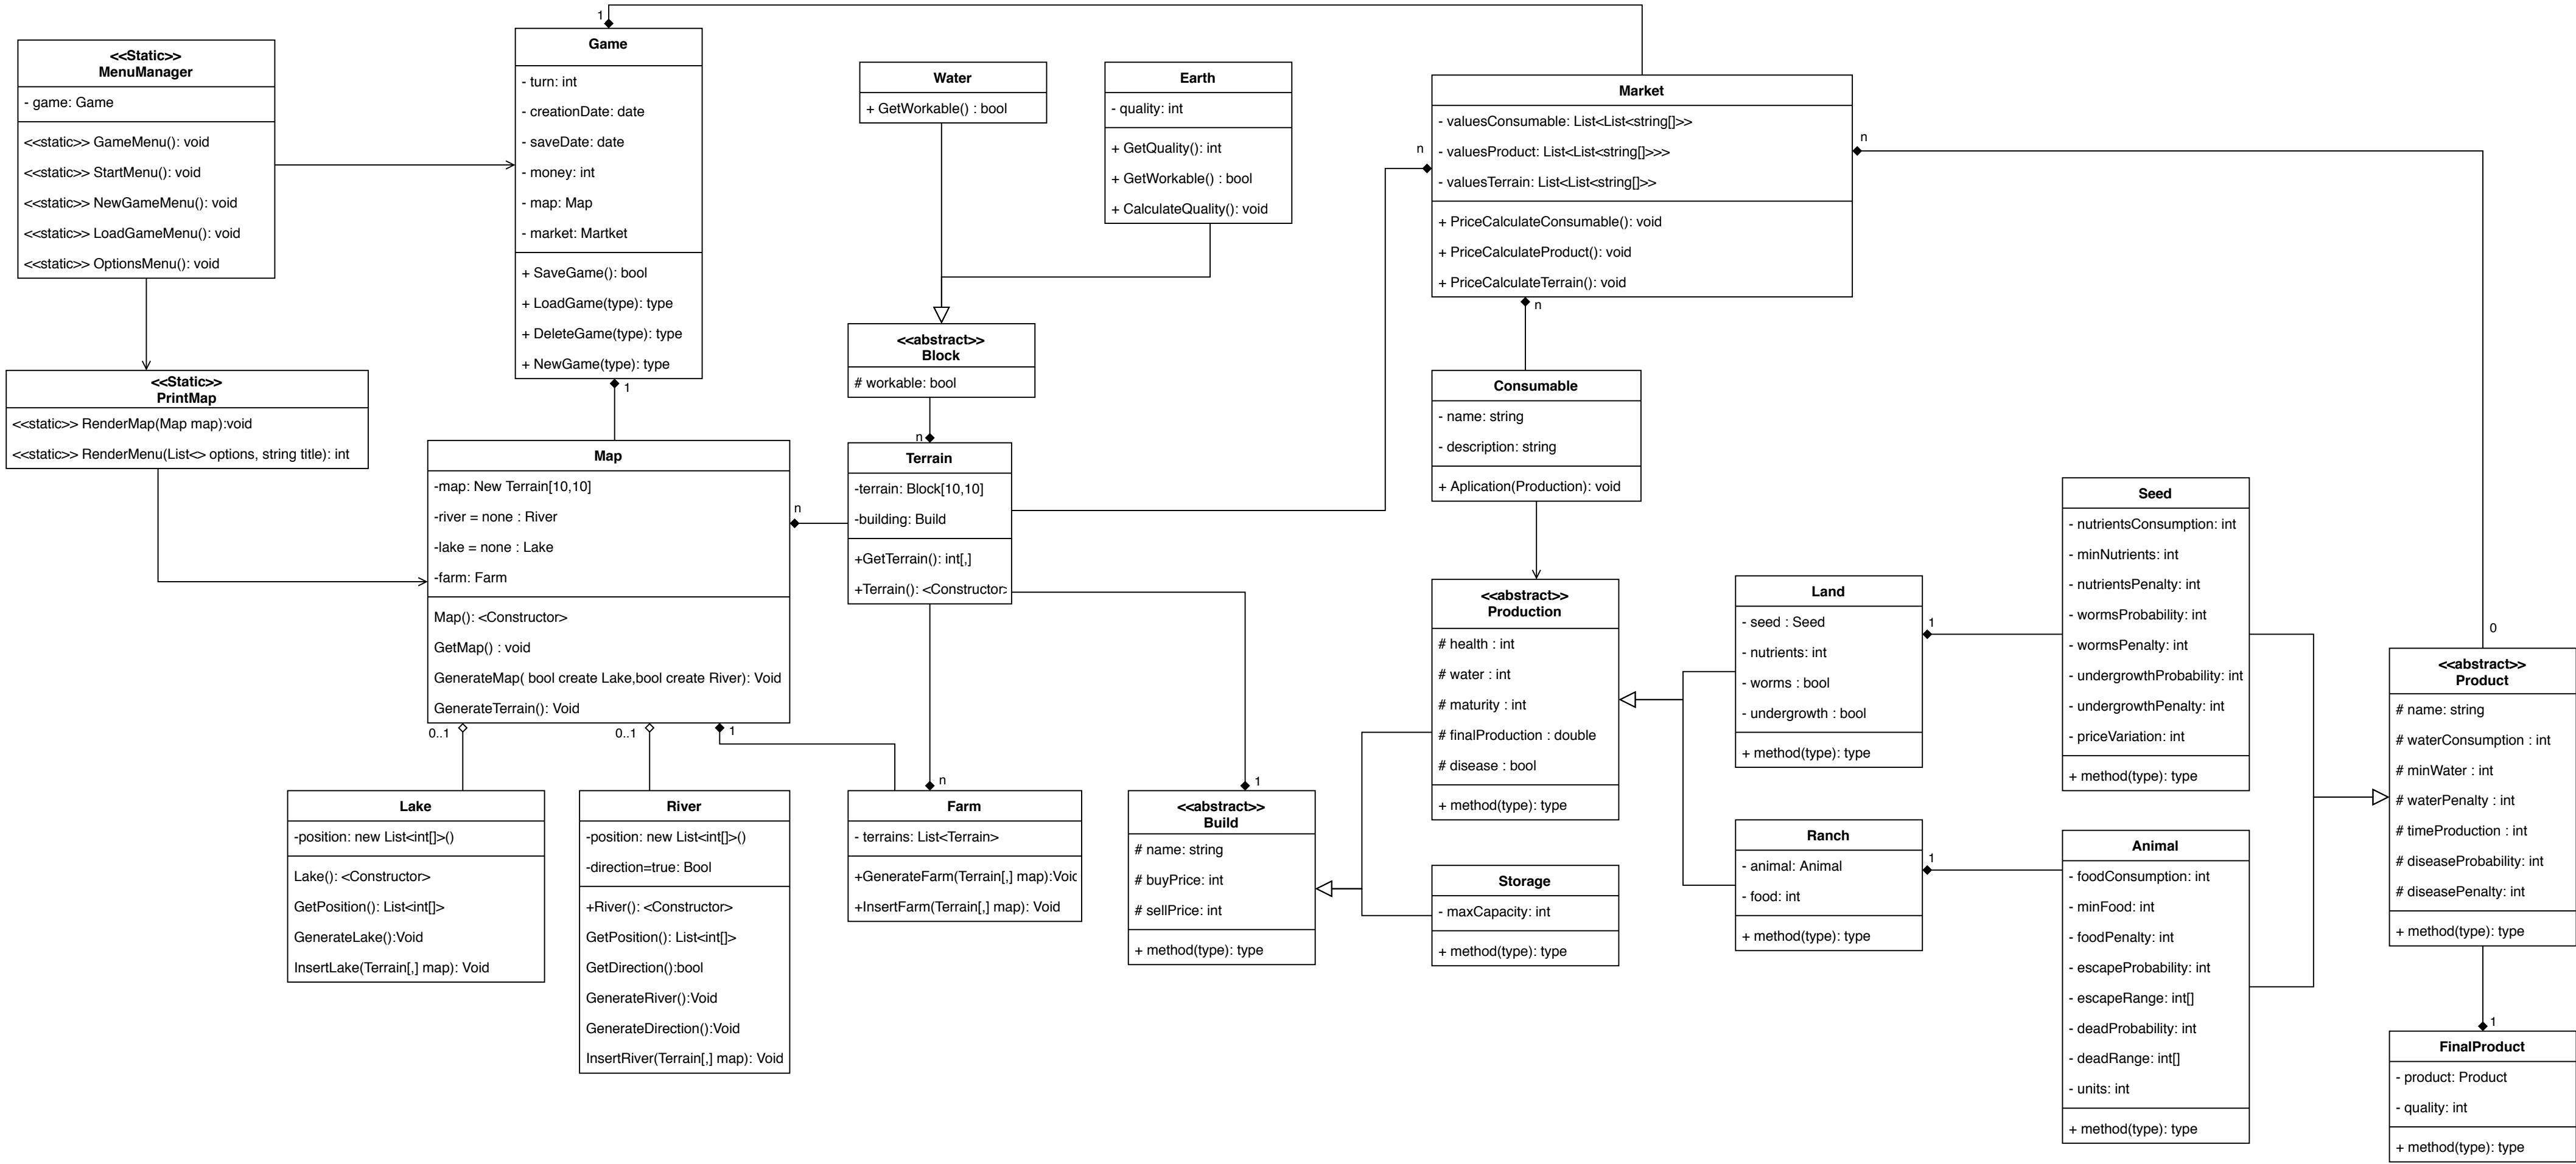 <<Static>>
MenuManager
- game: Game
<<static>> GameMenu(): void
<<static>> StartMenu(): void
<<static>> NewGameMenu(): void
<<static>> LoadGameMenu(): void
<<static>> OptionsMenu(): void
<<Static>>
PrintMap
<<static>> RenderMap(Map map):void
<<static>> RenderMenu(List<> options, string title): int
1
Game
- turn: int
- creationDate: date
- saveDate: date
- money: int
- map: Map
- market: Martket
+ SaveGame(): bool
+ LoadGame(type): type
+ DeleteGame(type): type
+ NewGame(type): type
1
Map
-map: New Terrain[10,10]
-river = none : River
-lake = none : Lake
-farm: Farm
Map(): <Constructor>
GetMap() : void
GenerateMap( bool create Lake,bool create River): Void
GenerateTerrain(): Void
n
0..1
0..1
1
Lake
-position: new List<int[]>()
Lake(): <Constructor>
GetPosition(): List<int[]>
GenerateLake():Void
InsertLake(Terrain[,] map): Void
River
-position: new List<int[]>()
-direction=true: Bool
+River(): <Constructor>
GetPosition(): List<int[]>
GetDirection():bool
GenerateRiver():Void
GenerateDirection():Void
InsertRiver(Terrain[,] map): Void
Water
+ GetWorkable() : bool
Earth
- quality: int
+ GetQuality(): int
+ GetWorkable() : bool
+ CalculateQuality(): void
<<abstract>>
Block
# workable: bool
n
Terrain
-terrain: Block[10,10]
-building: Build
+GetTerrain(): int[,]
+Terrain(): <Constructor>
n
Farm
- terrains: List<Terrain>
+GenerateFarm(Terrain[,] map):Voic
+InsertFarm(Terrain[,] map): Void
1
<<abstract>>
Build
# name: string
# buyPrice: int
# sellPrice: int
+ method(type): type
Market
- valuesConsumable: List<List<string[]>>
- valuesProduct: List<List<string[]>>>
- valuesTerrain: List<List<string[]>>
+ PriceCalculateConsumable(): void
+ PriceCalculateProduct(): void
+ PriceCalculateTerrain(): void
n
n
n
Consumable
- name: string
- description: string
+ Aplication(Production): void
<<abstract>>
Production
# health : int
# water : int
# maturity : int
# finalProduction : double
# disease : bool
+ method(type): type
Storage
- maxCapacity: int
+ method(type): type
Land
- seed : Seed
- nutrients: int
- worms : bool
- undergrowth : bool
+ method(type): type
1
Ranch
- animal: Animal
- food: int
+ method(type): type
1
Seed
- nutrientsConsumption: int
- minNutrients: int
- nutrientsPenalty: int
- wormsProbability: int
- wormsPenalty: int
- undergrowthProbability: int
- undergrowthPenalty: int
- priceVariation: int
+ method(type): type
Animal
- foodConsumption: int
- minFood: int
- foodPenalty: int
- escapeProbability: int
- escapeRange: int[]
- deadProbability: int
- deadRange: int[]
- units: int
+ method(type): type
0
<<abstract>>
Product
# name: string
# waterConsumption : int
# minWater : int
# waterPenalty : int
# timeProduction : int
# diseaseProbability: int
# diseasePenalty: int
+ method(type): type
1
FinalProduct
- product: Product
- quality: int
+ method(type): type